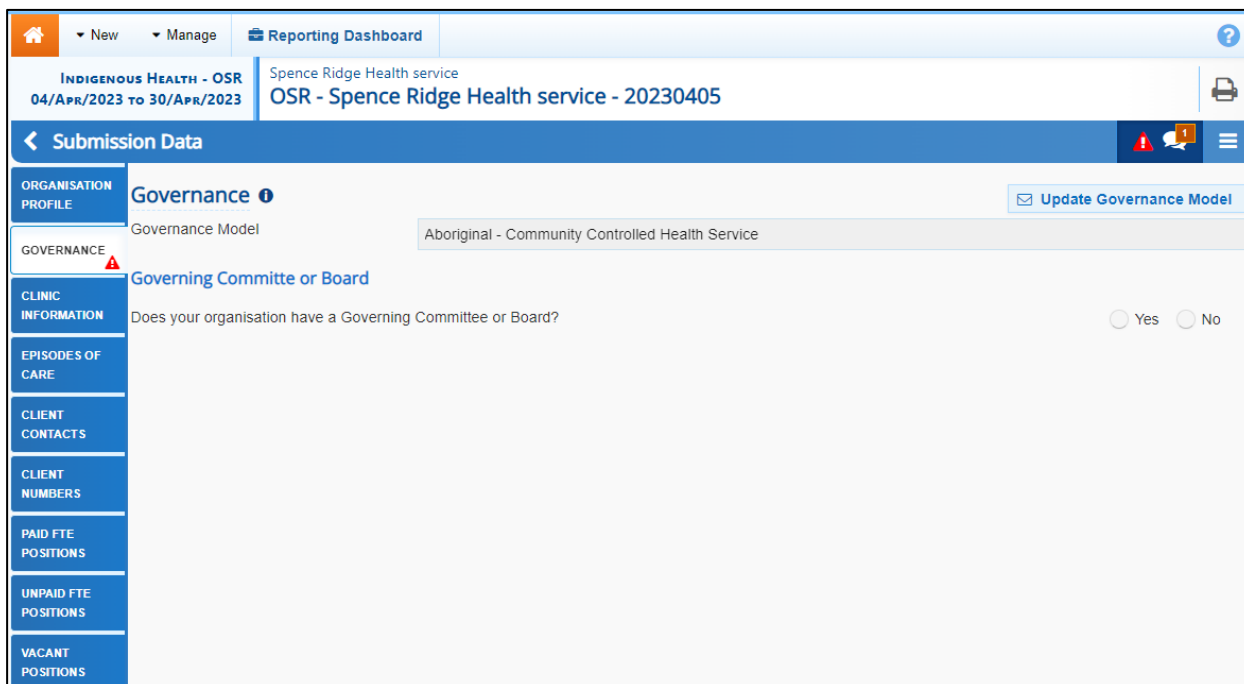 New
Manage
Reporting Dashboard
?
INDIGENOUS HEALTH - OSR
04/APR/2023 TO 30/APR/2023
Spence Ridge Health service
OSR - Spence Ridge Health service - 20230405
Submission Data
1
ORGANISATION
PROFILE
GOVERNANCE
CLINIC
INFORMATION
EPISODES OF
CARE
CLIENT
CONTACTS
CLIENT
NUMBERS
PAID FTE
POSITIONS
UNPAID FTE
POSITIONS
VACANT
POSITIONS
Governance
Update Governance Model
Governance Model
Aboriginal - Community Controlled Health Service
Governing Committe or Board
Does your organisation have a Governing Committee or Board?
Yes No